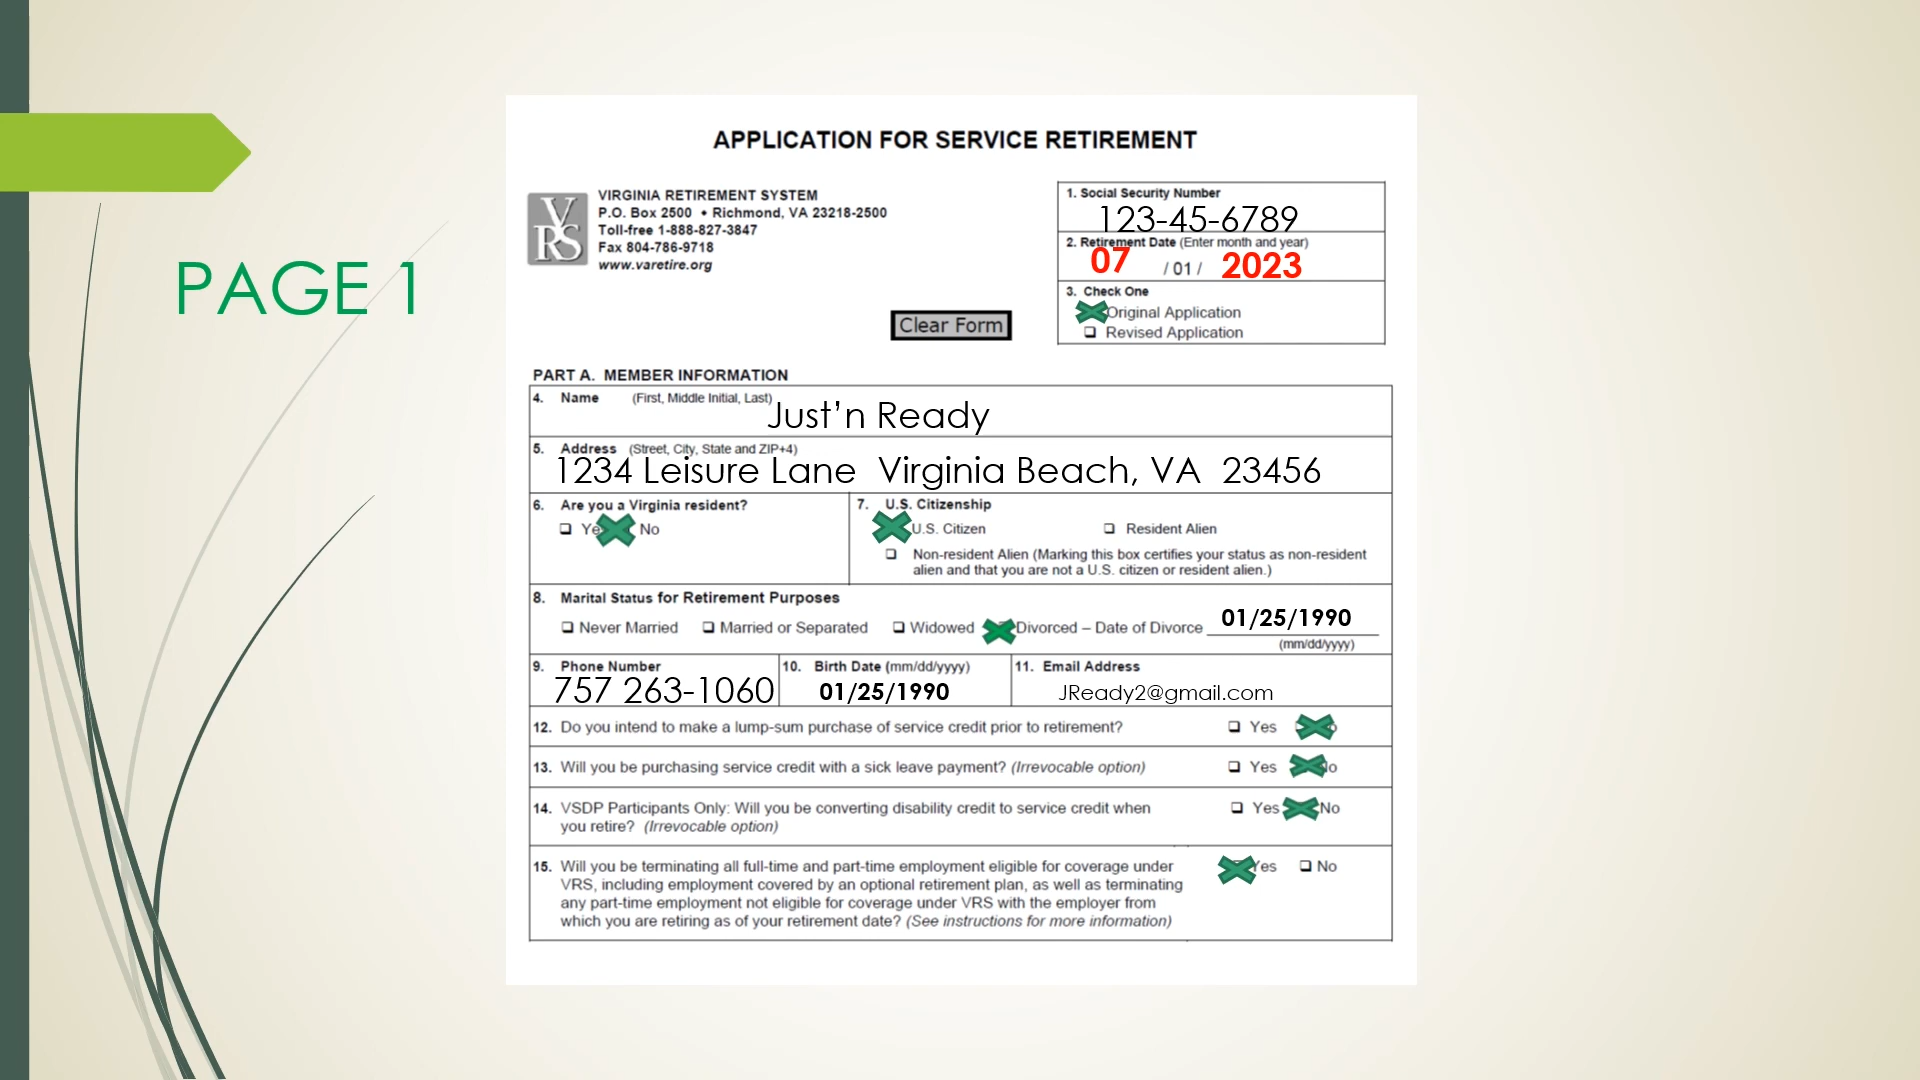 PAGE 1
APPLICATION FOR SERVICE RETIREMENT
VRS
VIRGINIA RETIREMENT SYSTEM
P.O. Box 2500 • Richmond, VA 23218-2500
Toll-free 1-888-827-3847
Fax 804-786-9718
www.varetire.org
Clear Form
1. Social Security Number
123-45-6789
2. Retirement Date (Enter month and year)
07 / 01 / 2023
3. Check One
Original Application
Revised Application
PART A. MEMBER INFORMATION
4. Name (First, Middle Initial, Last)
Just’n Ready
5. Address (Street, City, State and ZIP+4)
1234 Leisure Lane Virginia Beach, VA 23456
6. Are you a Virginia resident?
Yes No
7. U.S. Citizenship
U.S. Citizen Resident Alien
Non-resident Alien (Marking this box certifies your status as non-resident
alien and that you are not a U.S. citizen or resident alien.)
8. Marital Status for Retirement Purposes
Never Married Married or Separated Widowed Divorced – Date of Divorce 01/25/1990
(mm/dd/yyyy)
9. Phone Number
757 263-1060
10. Birth Date (mm/dd/yyyy)
01/25/1990
11. Email Address
JReady2@gmail.com
12. Do you intend to make a lump-sum purchase of service credit prior to retirement? Yes No
13. Will you be purchasing service credit with a sick leave payment? (Irrevocable option) Yes No
14. VSDP Participants Only: Will you be converting disability credit to service credit when Yes No
you retire? (Irrevocable option)
15. Will you be terminating all full-time and part-time employment eligible for coverage under Yes No
VRS, including employment covered by an optional retirement plan, as well as terminating
any part-time employment not eligible for coverage under VRS with the employer from
which you are retiring as of your retirement date? (See instructions for more information)